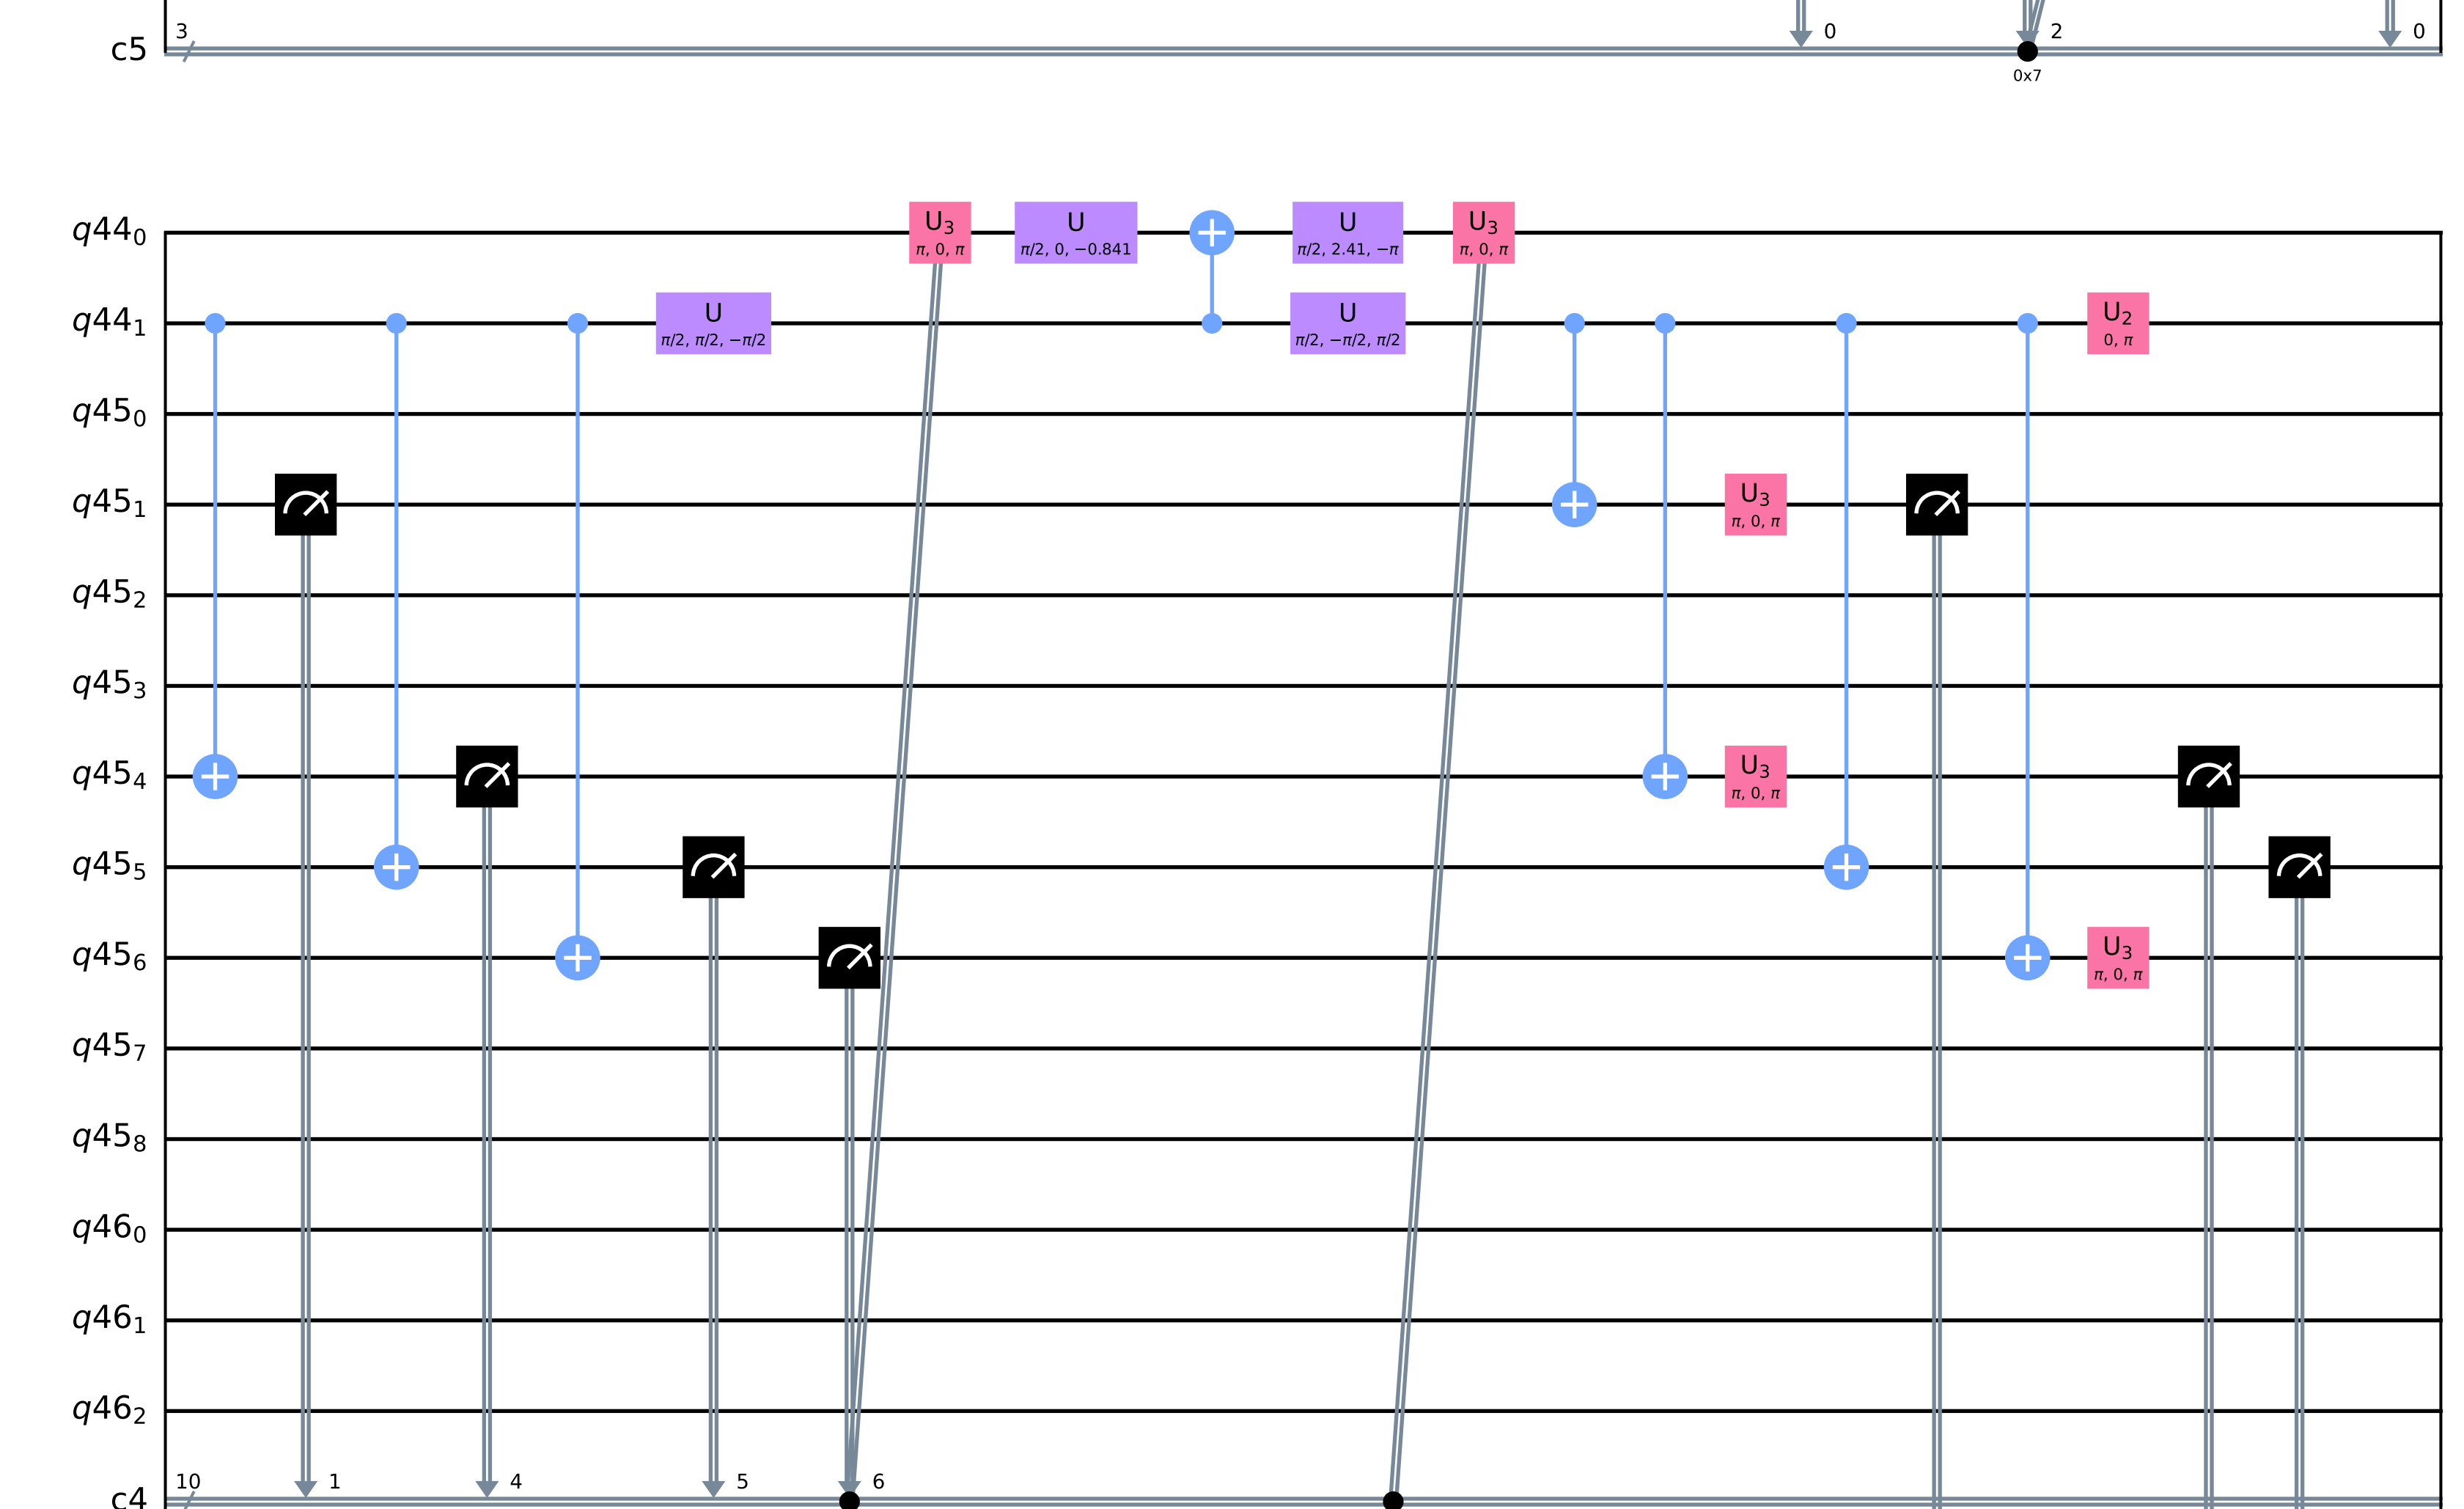 3 0 2 0
c5
0x7
q44₀ U₃ U U U₃
π, 0, π π/2, 0, −0.841 π/2, 2.41, −π π, 0, π
q44₁ U U U₂
π/2, π/2, −π/2 π/2, −π/2, π/2 0, π
q45₀
q45₁ U₃
π, 0, π
q45₂
q45₃
q45₄ U₃
π, 0, π
q45₅
q45₆ U₃
π, 0, π
q45₇
q45₈
q46₀
q46₁
q46₂
10 1 4 5 6
c4